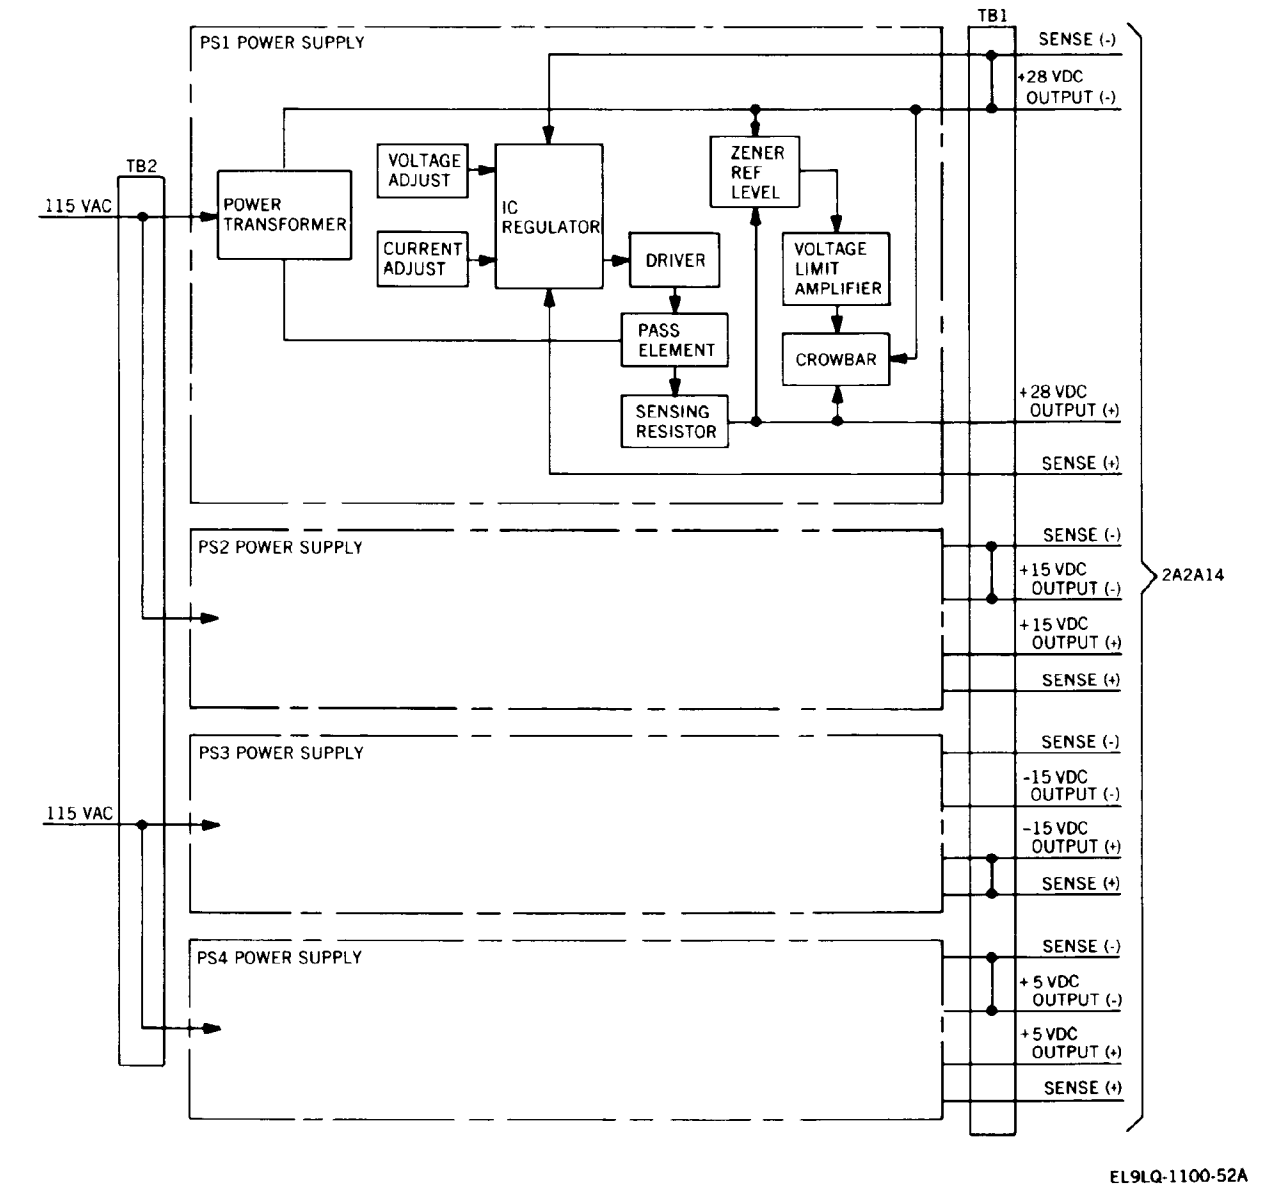 TB1
PS1 POWER SUPPLY
SENSE (-)
+28 VDC
OUTPUT (-)
TB2
VOLTAGE
ADJUST
ZENER
REF
LEVEL
115 VAC
POWER
TRANSFORMER
IC
REGULATOR
CURRENT
ADJUST
DRIVER
VOLTAGE
LIMIT
AMPLIFIER
PASS
ELEMENT
CROWBAR
+28 VDC
OUTPUT (+)
SENSING
RESISTOR
SENSE (+)
PS2 POWER SUPPLY
SENSE (-)
+15 VDC
OUTPUT (-)
2A2A14
+15 VDC
OUTPUT (+)
SENSE (+)
PS3 POWER SUPPLY
SENSE (-)
-15 VDC
OUTPUT (-)
115 VAC
-15 VDC
OUTPUT (+)
SENSE (+)
PS4 POWER SUPPLY
SENSE (-)
+5 VDC
OUTPUT (-)
+5 VDC
OUTPUT (+)
SENSE (+)
EL9LQ-1100-52A